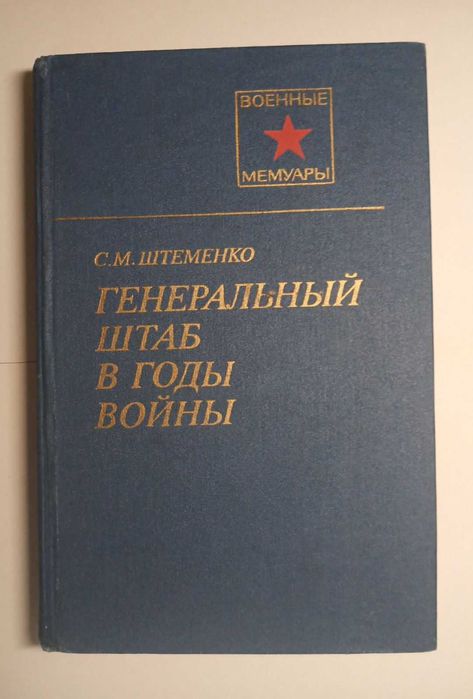 ВОЕННЫЕ
МЕМУАРЫ
С.М. ШТЕМЕНКО
ГЕНЕРАЛЬНЫЙ
ШТАБ
В ГОДЫ
ВОЙНЫ